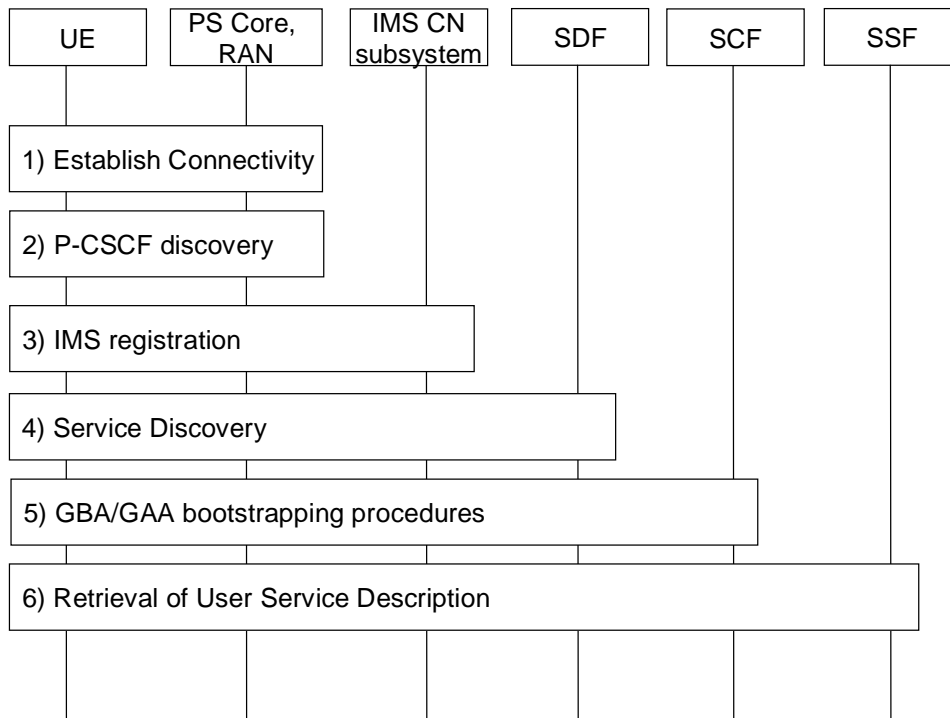 UE
PS Core,
RAN
IMS CN
subsystem
SDF
SCF
SSF
1) Establish Connectivity
2) P-CSCF discovery
3) IMS registration
4) Service Discovery
5) GBA/GAA bootstrapping procedures
6) Retrieval of User Service Description